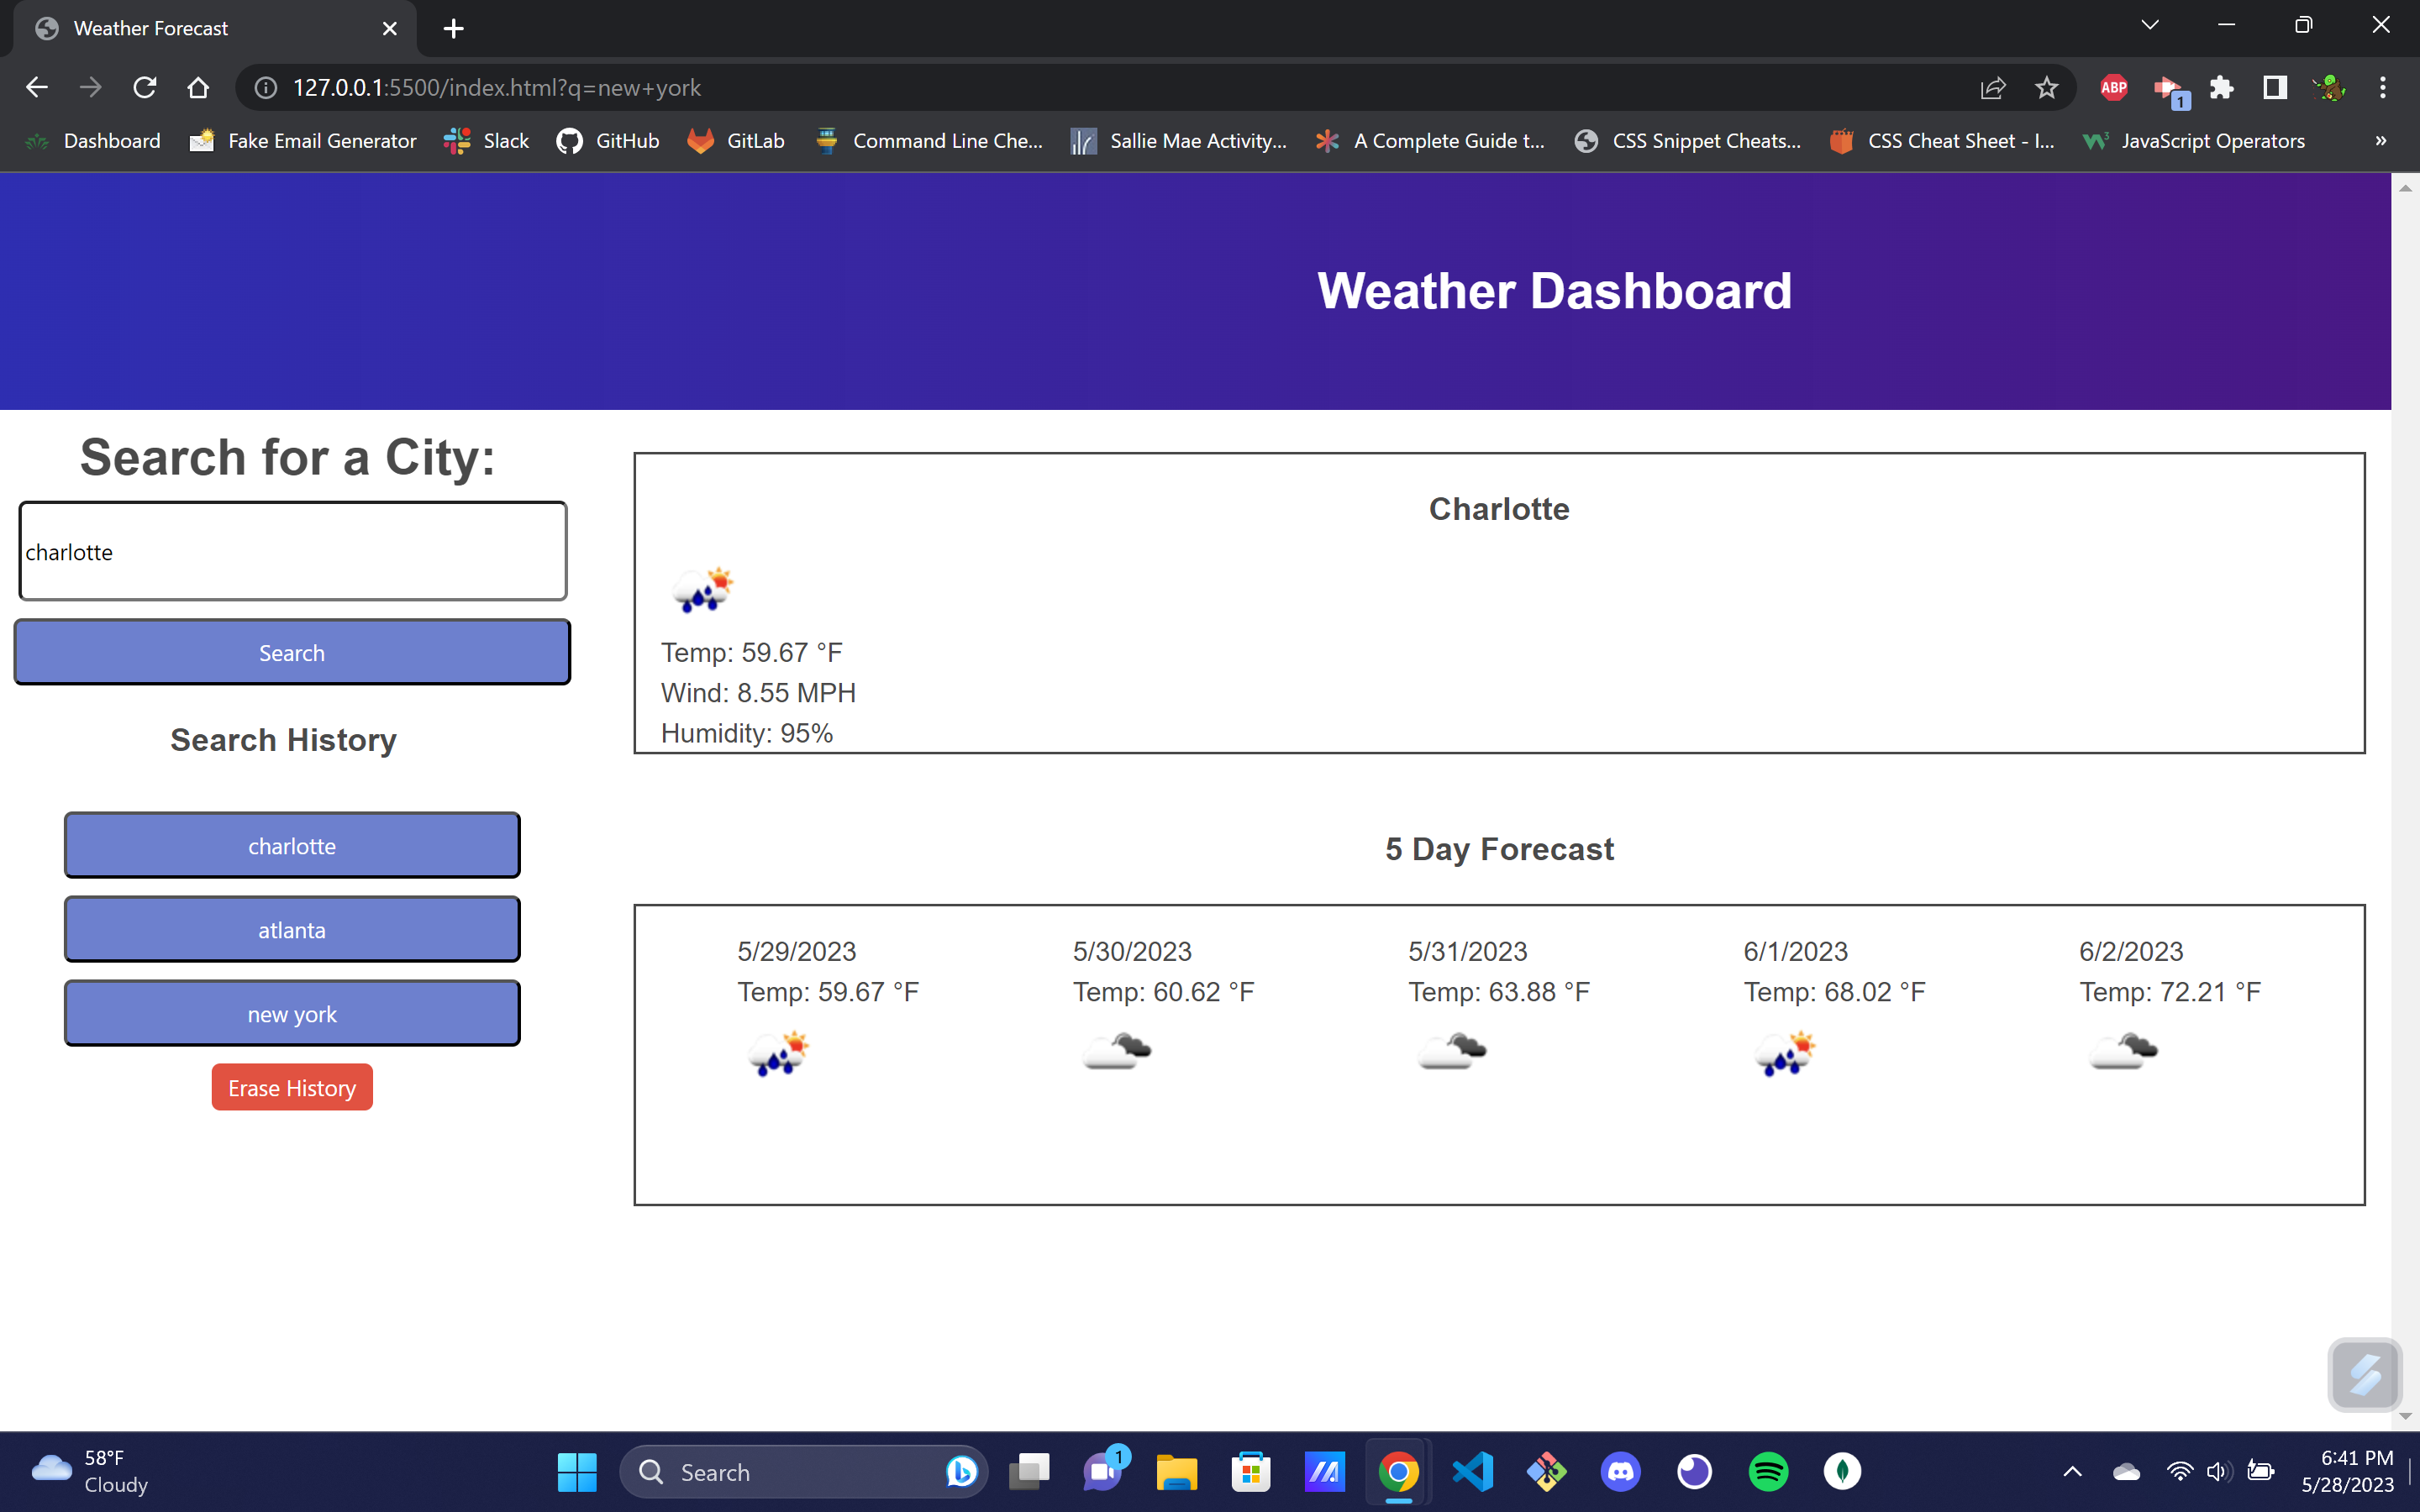 Weather Forecast
127.0.0.1:5500/index.html?q=new+york
ABP
1
Dashboard
Fake Email Generator
Slack
GitHub
GitLab
Command Line Che...
Sallie Mae Activity...
A Complete Guide t...
CSS Snippet Cheats...
CSS Cheat Sheet - I...
JavaScript Operators
»
Weather Dashboard
Search for a City:
charlotte
Search
Search History
charlotte
atlanta
new york
Erase History
Charlotte
Temp: 59.67 °F
Wind: 8.55 MPH
Humidity: 95%
5 Day Forecast
5/29/2023
Temp: 59.67 °F
5/30/2023
Temp: 60.62 °F
5/31/2023
Temp: 63.88 °F
6/1/2023
Temp: 68.02 °F
6/2/2023
Temp: 72.21 °F
58°F
Cloudy
Search
1
6:41 PM
5/28/2023